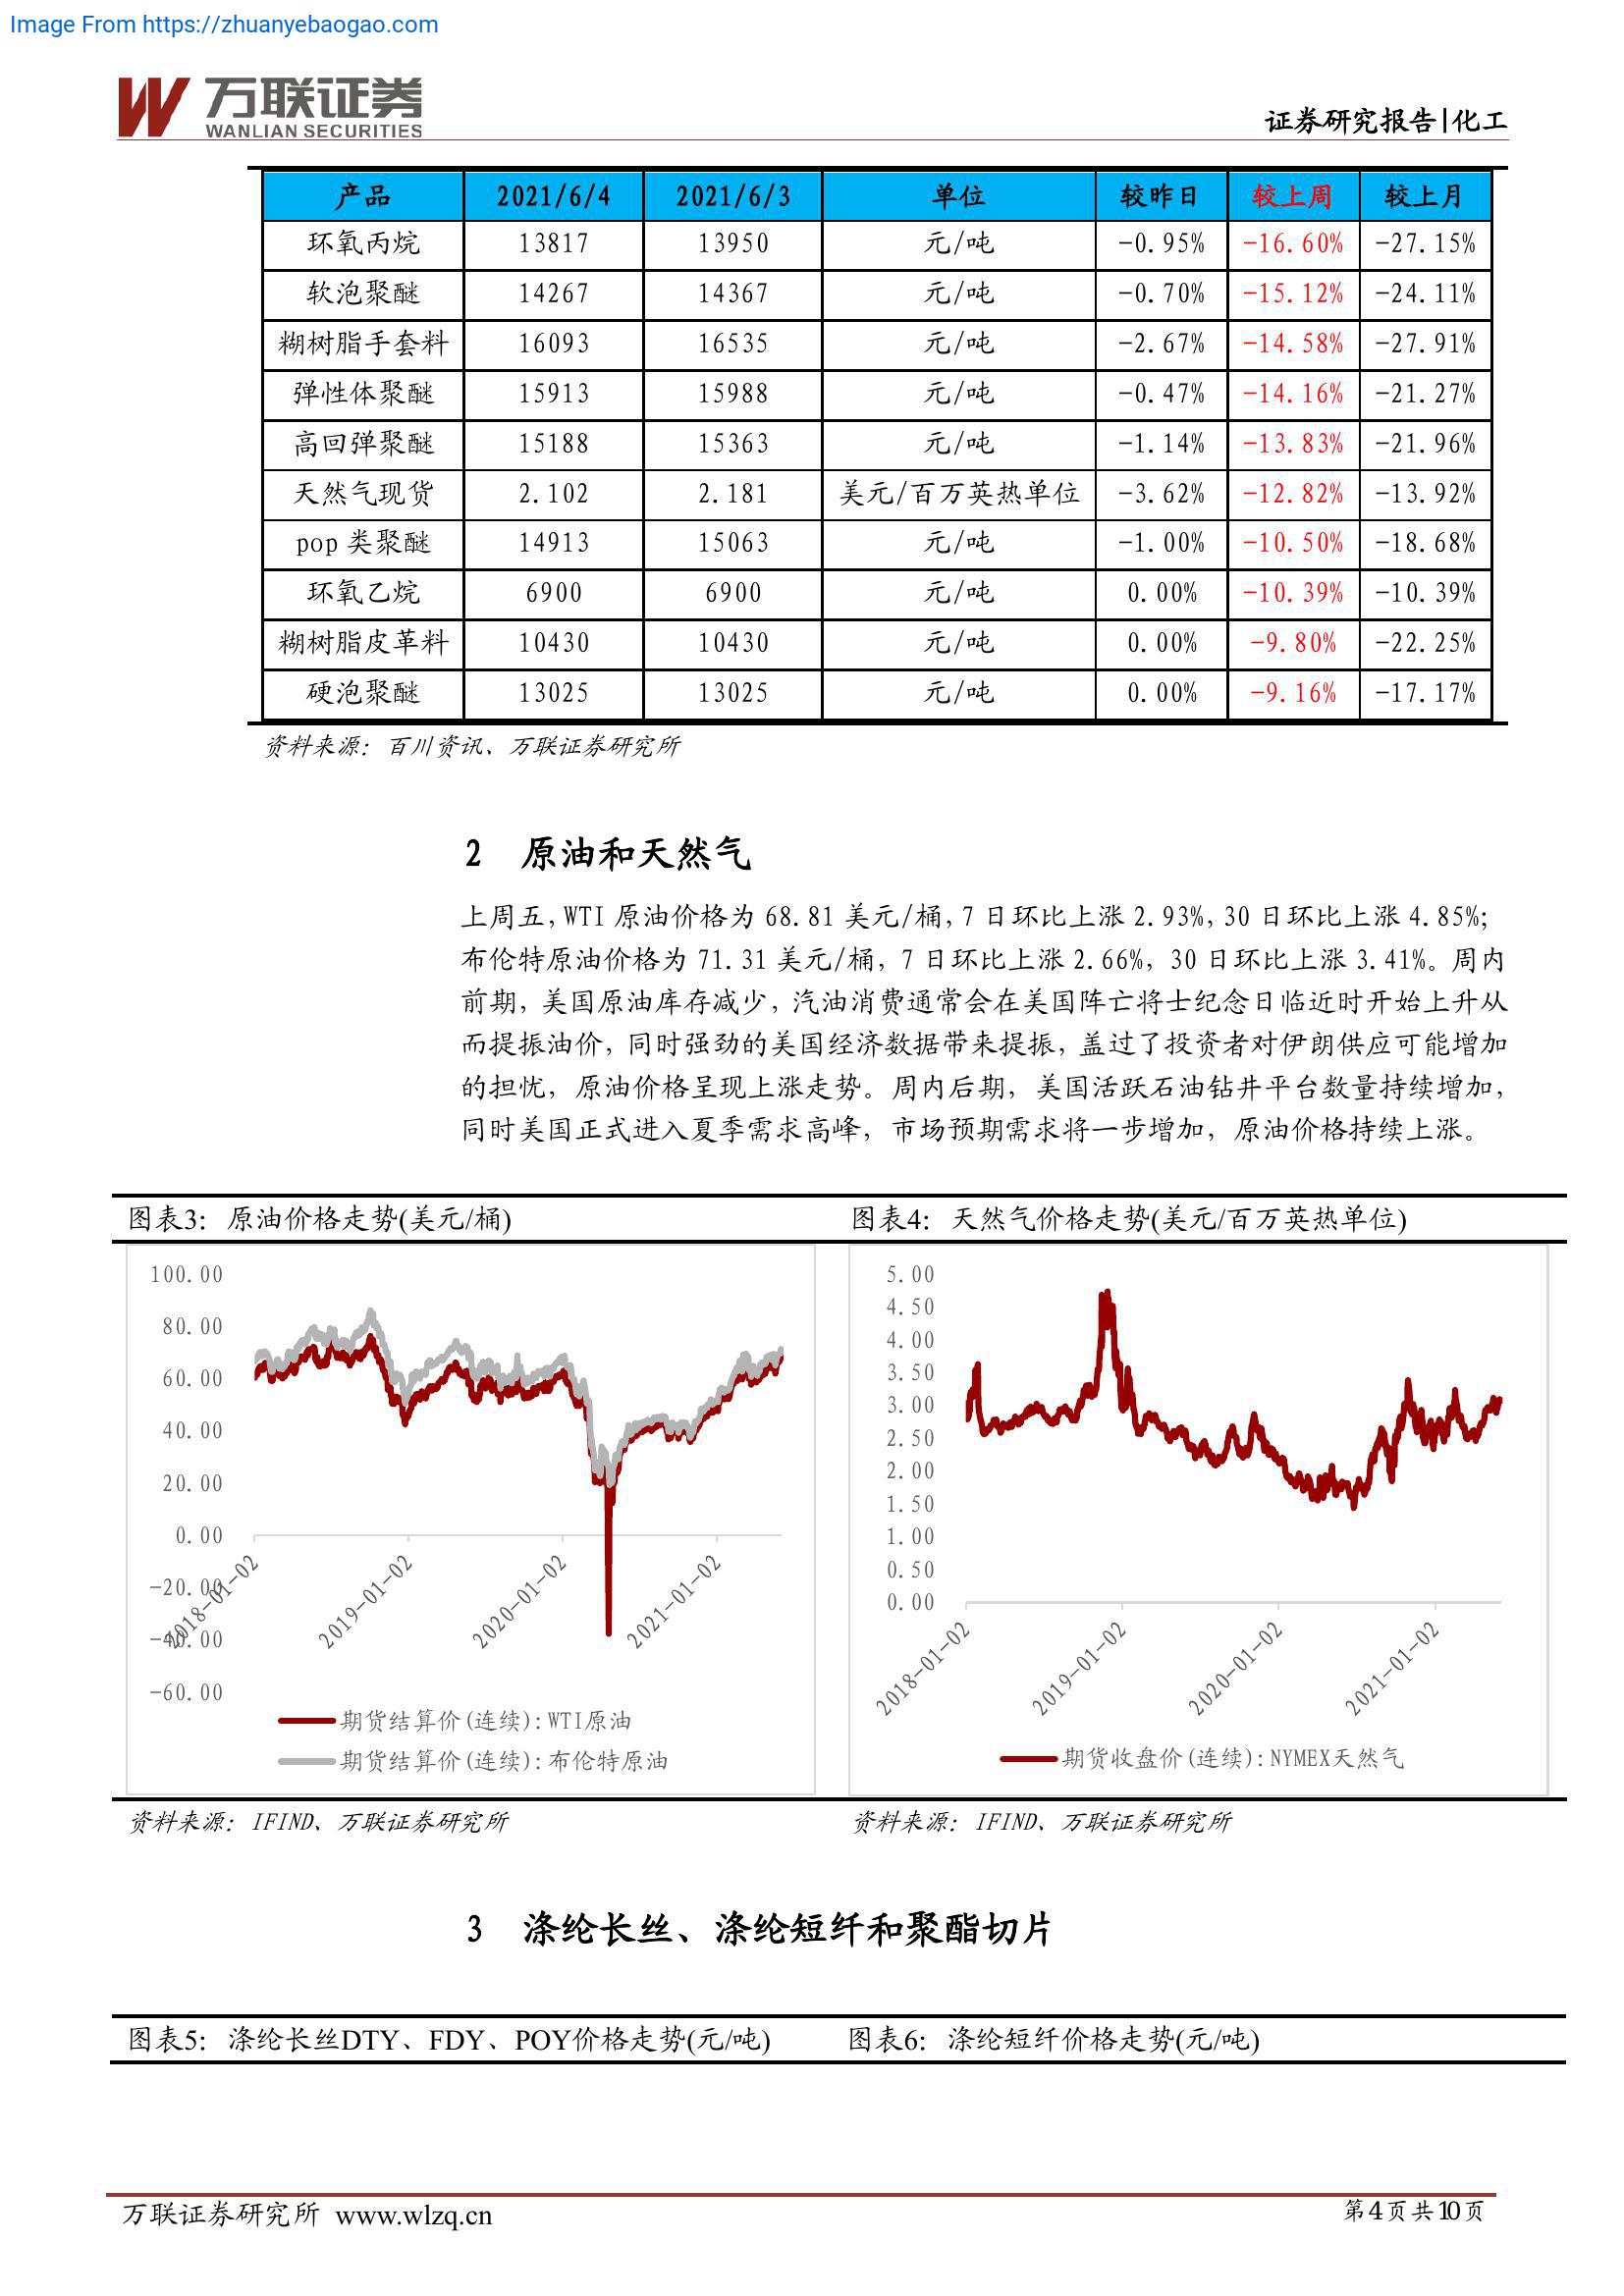 Image From https://zhuanyebaogao.com
万联证券
WANLIAN SECURITIES
证券研究报告|化工
产品 2021/6/4 2021/6/3 单位 较昨日 较上周 较上月
环氧丙烷 13817 13950 元/吨 -0.95% -16.60% -27.15%
软泡聚醚 14267 14367 元/吨 -0.70% -15.12% -24.11%
糊树脂手套料 16093 16535 元/吨 -2.67% -14.58% -27.91%
弹性体聚醚 15913 15988 元/吨 -0.47% -14.16% -21.27%
高回弹聚醚 15188 15363 元/吨 -1.14% -13.83% -21.96%
天然气现货 2.102 2.181 美元/百万英热单位 -3.62% -12.82% -13.92%
pop 类聚醚 14913 15063 元/吨 -1.00% -10.50% -18.68%
环氧乙烷 6900 6900 元/吨 0.00% -10.39% -10.39%
糊树脂皮革料 10430 10430 元/吨 0.00% -9.80% -22.25%
硬泡聚醚 13025 13025 元/吨 0.00% -9.16% -17.17%
资料来源：百川资讯、万联证券研究所
2 原油和天然气
上周五，WTI 原油价格为 68.81 美元/桶，7 日环比上涨 2.93%，30 日环比上涨 4.85%；
布伦特原油价格为 71.31 美元/桶，7 日环比上涨 2.66%，30 日环比上涨 3.41%。周内
前期，美国原油库存减少，汽油消费通常会在美国阵亡将士纪念日临近时开始上升从
而提振油价，同时强劲的美国经济数据带来提振，盖过了投资者对伊朗供应可能增加
的担忧，原油价格呈现上涨走势。周内后期，美国活跃石油钻井平台数量持续增加，
同时美国正式进入夏季需求高峰，市场预期需求将一步增加，原油价格持续上涨。
图表3：原油价格走势(美元/桶)
100.00
80.00
60.00
40.00
20.00
0.00
-20.00
-40.00
-60.00
2018-01-02
2019-01-02
2020-01-02
2021-01-02
期货结算价(连续):WTI原油
期货结算价(连续):布伦特原油
资料来源：IFIND、万联证券研究所
图表4：天然气价格走势(美元/百万英热单位)
5.00
4.50
4.00
3.50
3.00
2.50
2.00
1.50
1.00
0.50
0.00
2018-01-02
2019-01-02
2020-01-02
2021-01-02
期货收盘价(连续):NYMEX天然气
资料来源：IFIND、万联证券研究所
3 涤纶长丝、涤纶短纤和聚酯切片
图表5：涤纶长丝DTY、FDY、POY价格走势(元/吨)
图表6：涤纶短纤价格走势(元/吨)
万联证券研究所 www.wlzq.cn
第4页共10页